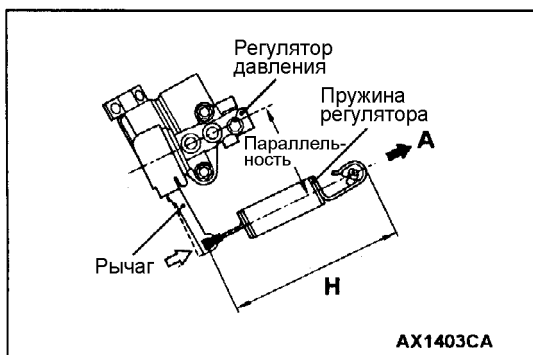 Регулятор
давления
Пружина
регулятора
Параллель-
ность
A
Рычаг
H
AX1403CA